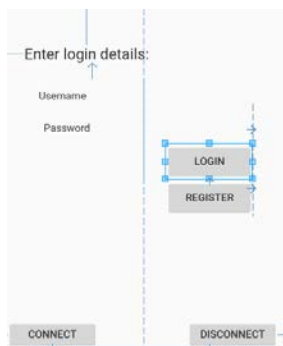 Enter login details:
Username
Password
LOGIN
REGISTER
CONNECT
DISCONNECT